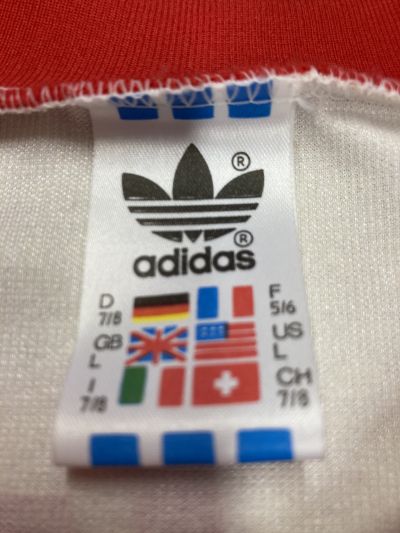 ®
®
adidas
D F
7/8 5/6
GB US
L L
I CH
7/8 7/8